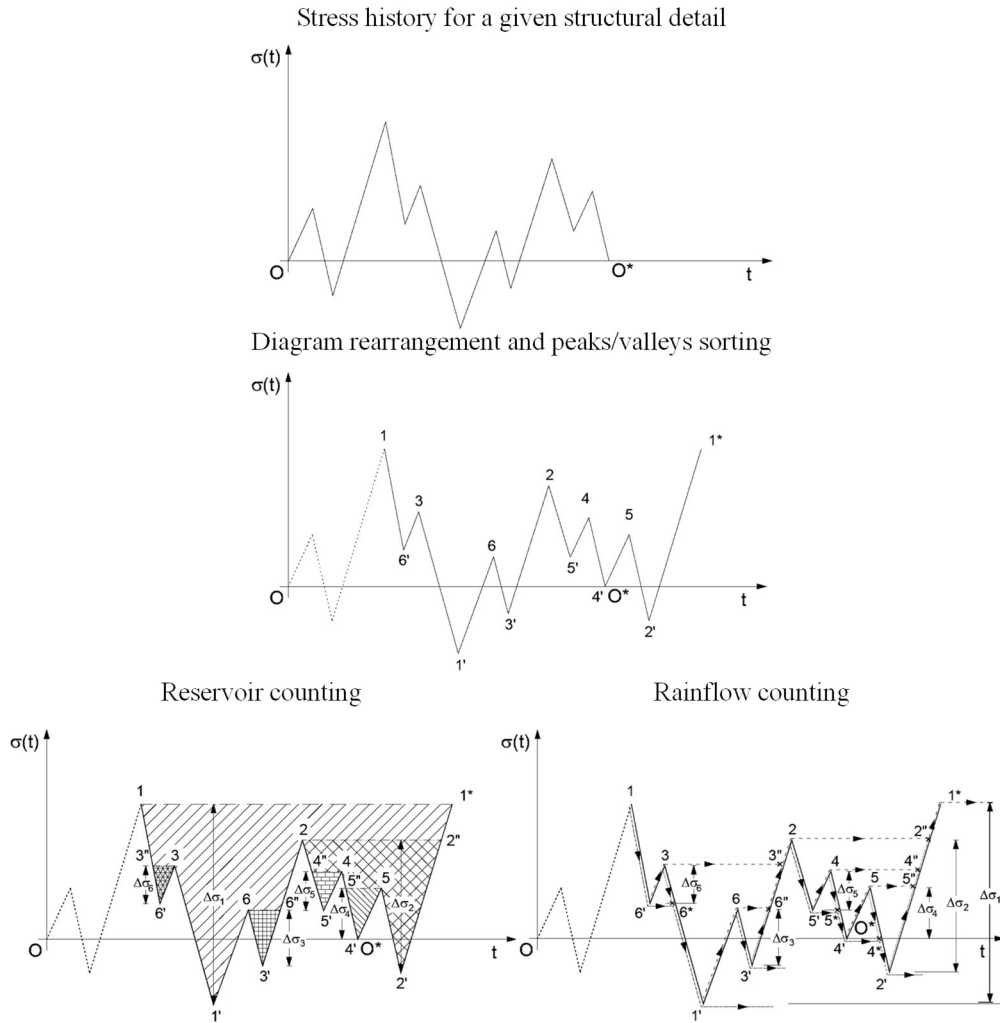 Stress history for a given structural detail
σ(t)
O
O*
t
Diagram rearrangement and peaks/valleys sorting
σ(t)
1
1*
2
3
4
5
6
6'
5'
O
4'
O*
3'
t
2'
1'
Reservoir counting
σ(t)
1
1*
2
2"
3"
3
4"
4
Δσ6
5"
5
Δσ1
Δσ5
Δσ4
Δσ2
6'
6
6"
5'
Δσ3
O
4'
O*
t
3'
2'
1'
Rainflow counting
σ(t)
1
1*
2
2"
3
3"
4
4"
5
5"
Δσ6
Δσ5
Δσ4
Δσ2
Δσ1
6'
6*
6
6"
5'
5*
O*
Δσ3
O
4'
4*
t
3'
2'
1'